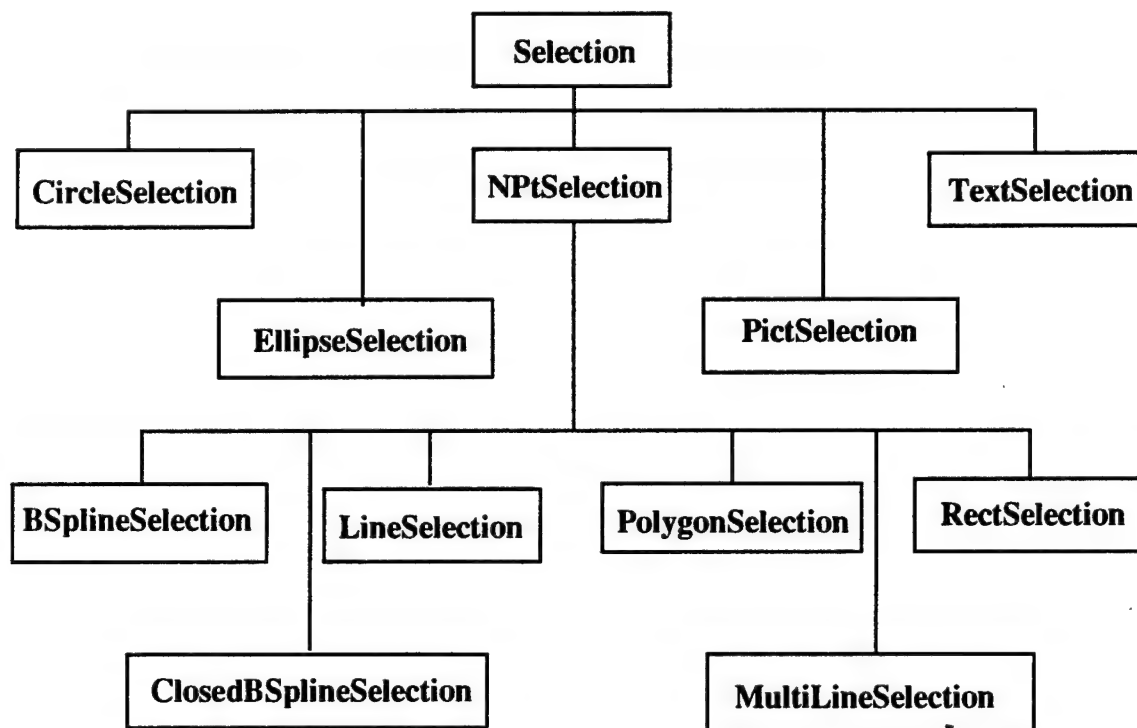 Selection
CircleSelection
NPtSelection
TextSelection
EllipseSelection
PictSelection
BSplineSelection
LineSelection
PolygonSelection
RectSelection
ClosedBSplineSelection
MultiLineSelection